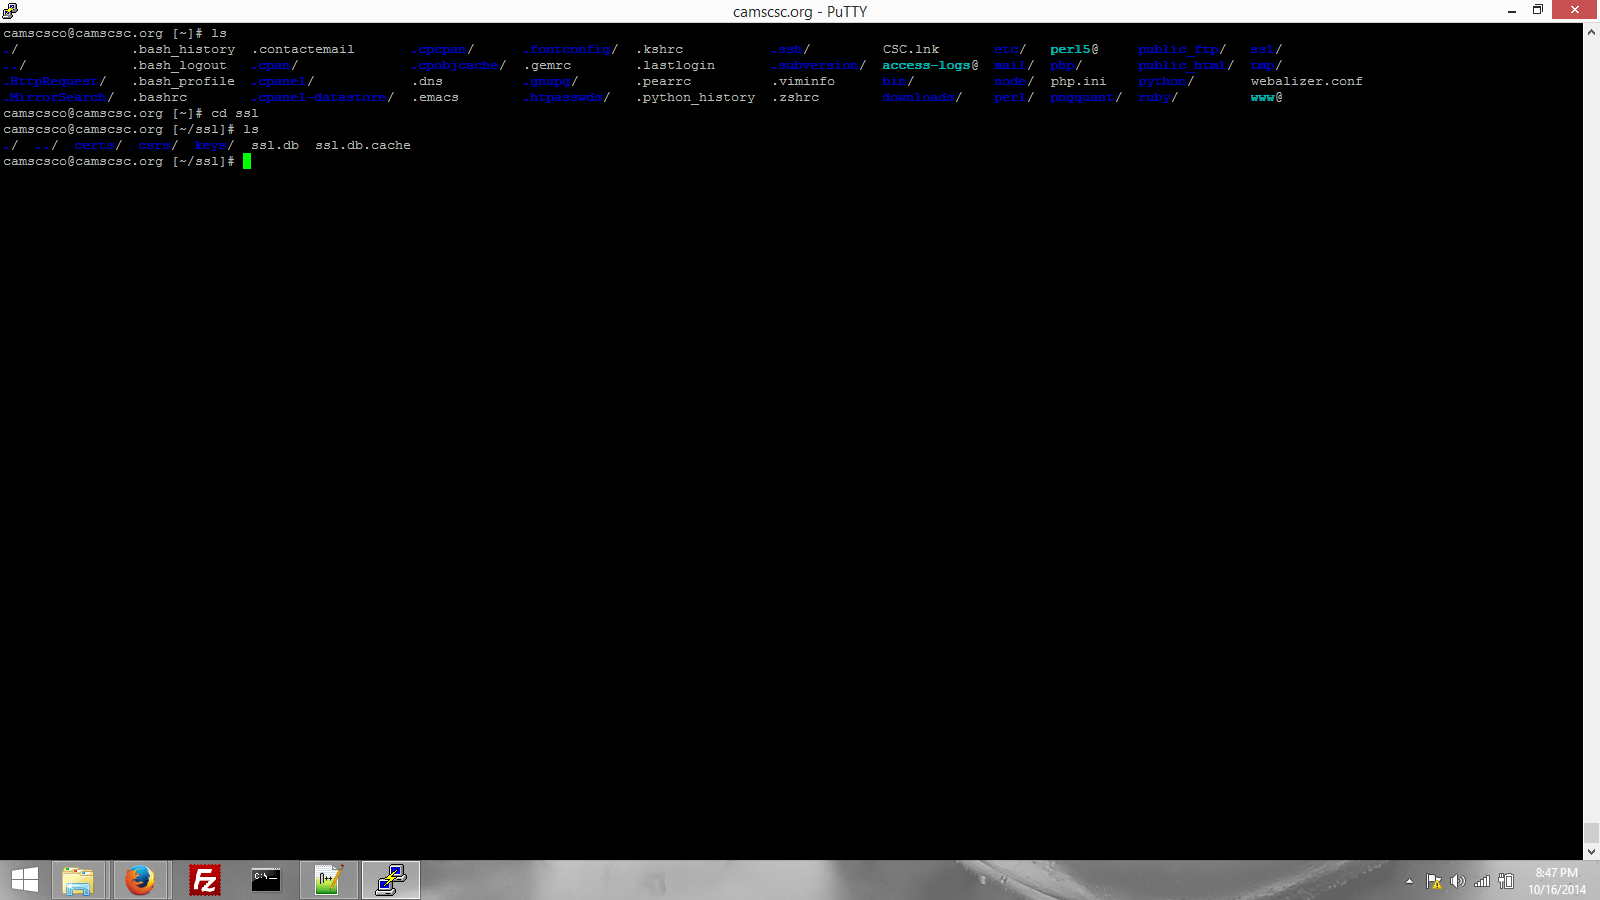 camscsc.org - PuTTY
camscsco@camscsc.org [~]# ls
./ .bash_history .contactemail .cpcpan/ .fontconfig/ .kshrc .ssh/ CSC.lnk etc/ perl5@ public_ftp/ ssl/
../ .bash_logout .cpan/ .cpobjcache/ .gemrc .lastlogin .subversion/ access-logs@ mail/ php/ public_html/ tmp/
.HttpRequest/ .bash_profile .cpanel/ .dns .gnupg/ .pearrc .viminfo bin/ node/ php.ini python/ webalizer.conf
.MirrorSearch/ .bashrc .cpanel-datastore/ .emacs .htpasswds/ .python_history .zshrc downloads/ perl/ pngquant/ ruby/ www@
camscsco@camscsc.org [~]# cd ssl
camscsco@camscsc.org [~/ssl]# ls
./ ../ certs/ csrs/ keys/ ssl.db ssl.db.cache
camscsco@camscsc.org [~/ssl]#
8:47 PM
10/16/2014